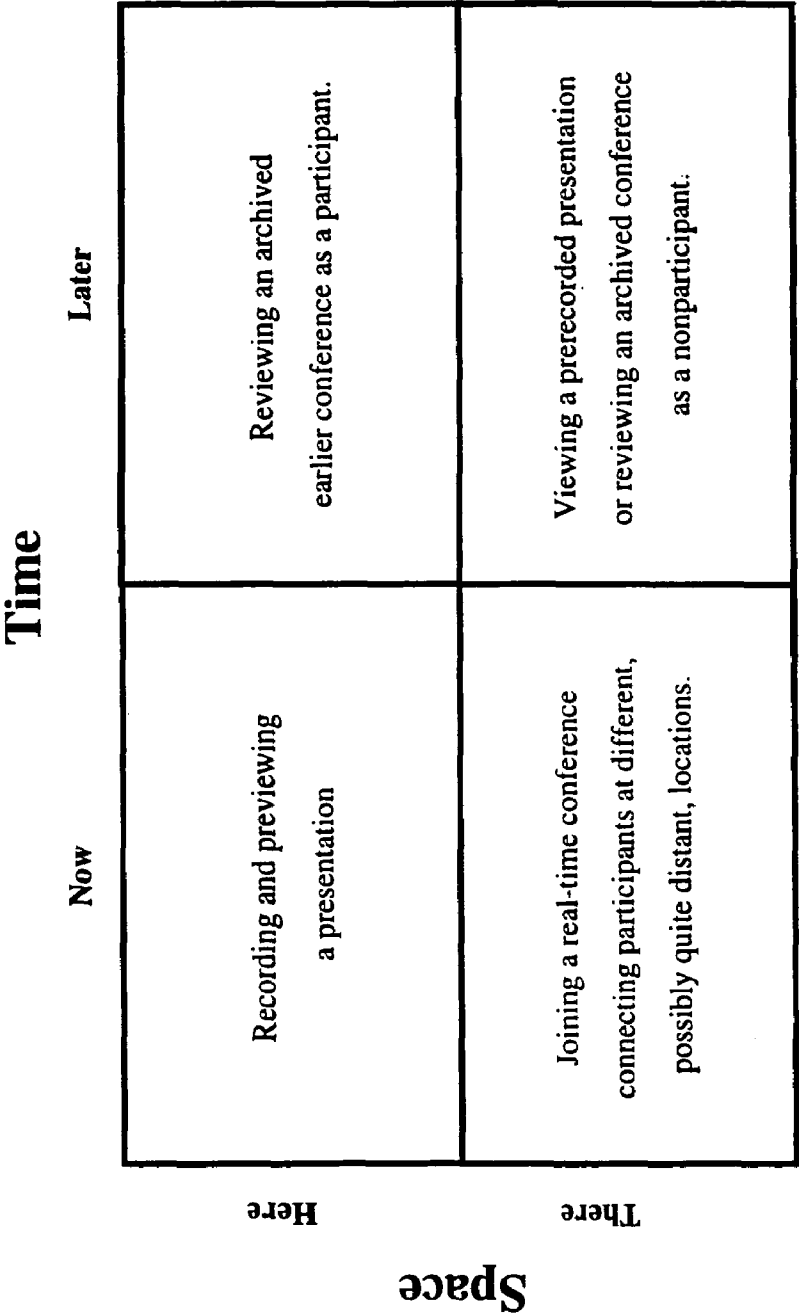 Time
Now
Later
Space
Here
Recording and previewing
a presentation
Reviewing an archived
earlier conference as a participant.
There
Joining a real-time conference
connecting participants at different,
possibly quite distant, locations.
Viewing a prerecorded presentation
or reviewing an archived conference
as a nonparticipant.